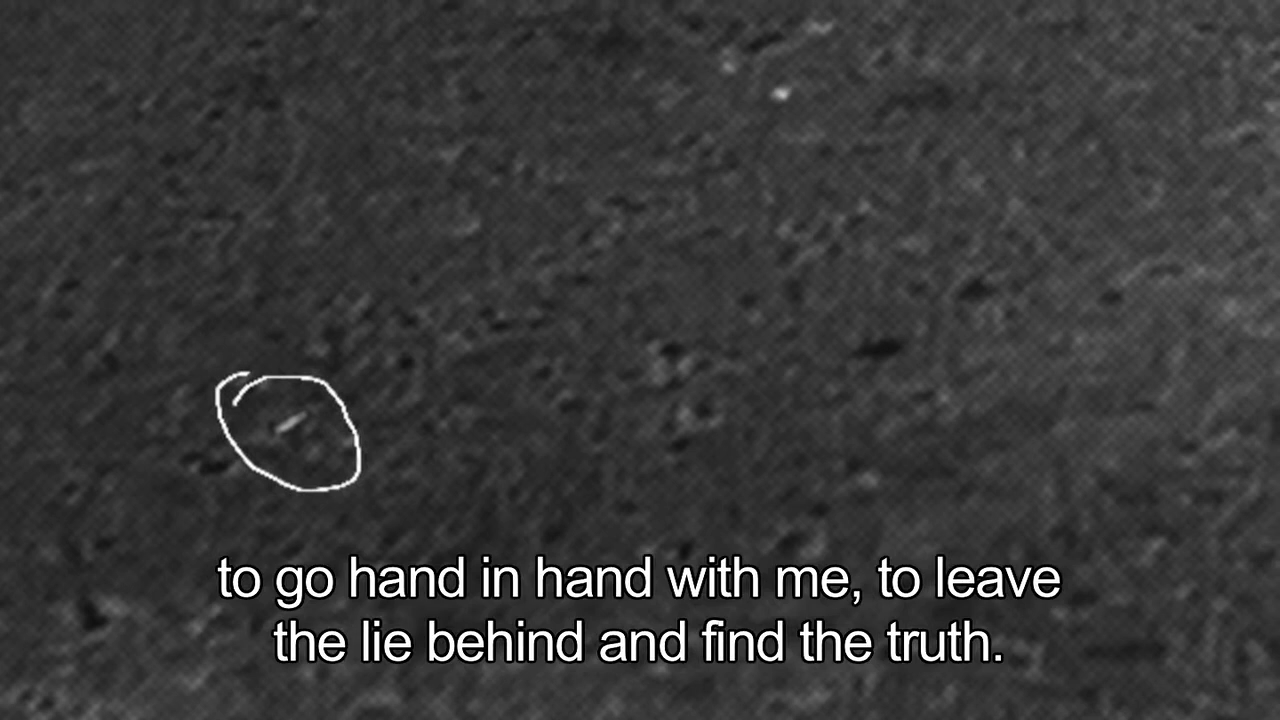 to go hand in hand with me, to leave
the lie behind and find the truth.